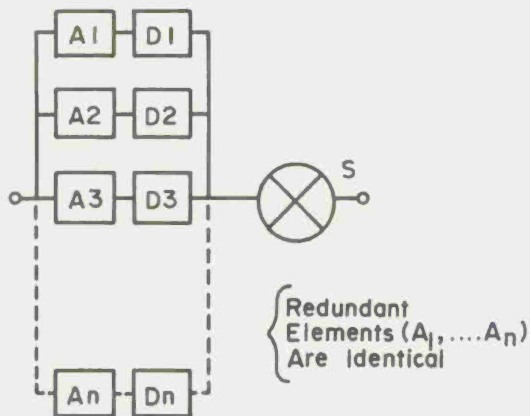 A1 D1
A2 D2
S
A3 D3
Redundant
Elements (A1, ....An)
Are Identical
An Dn